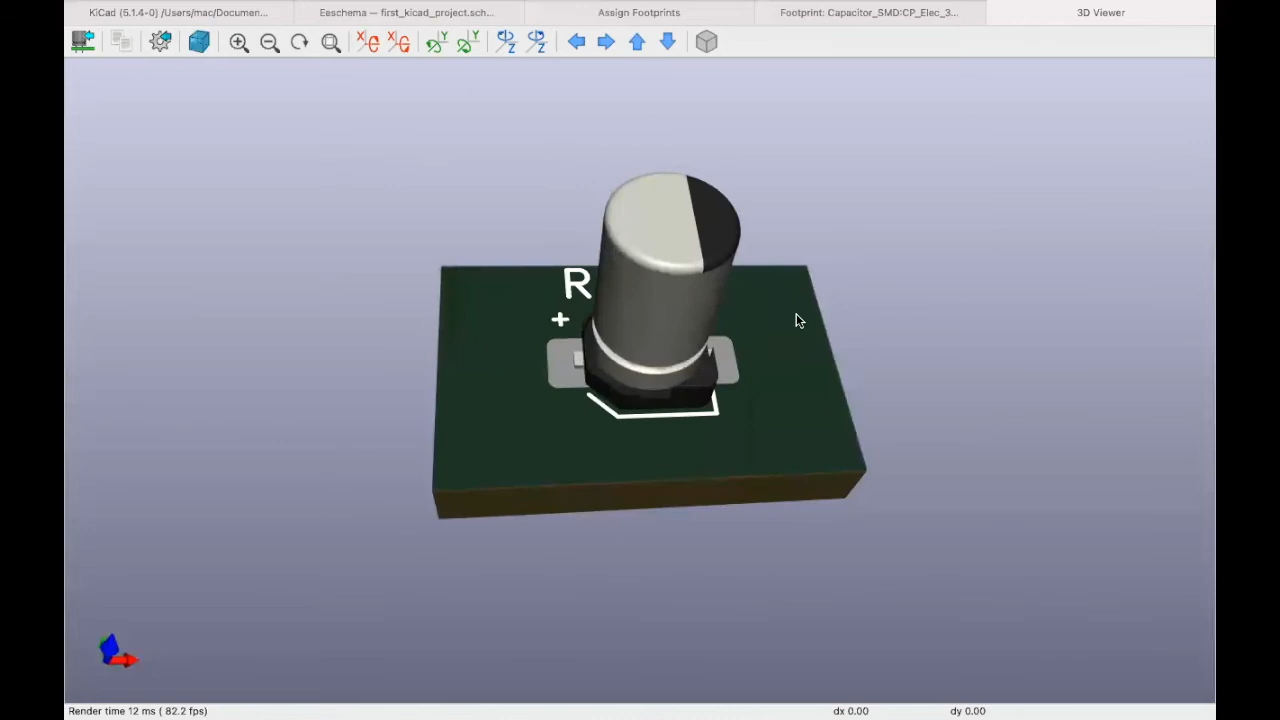 KiCad (5.1.4-0) /Users/mac/Documen...
Eeschema — first_kicad_project.sch...
Assign Footprints
Footprint: Capacitor_SMD:CP_Elec_3...
3D Viewer
X X Y Y Z Z
R
+
Render time 12 ms ( 82.2 fps)
dx 0.00
dy 0.00